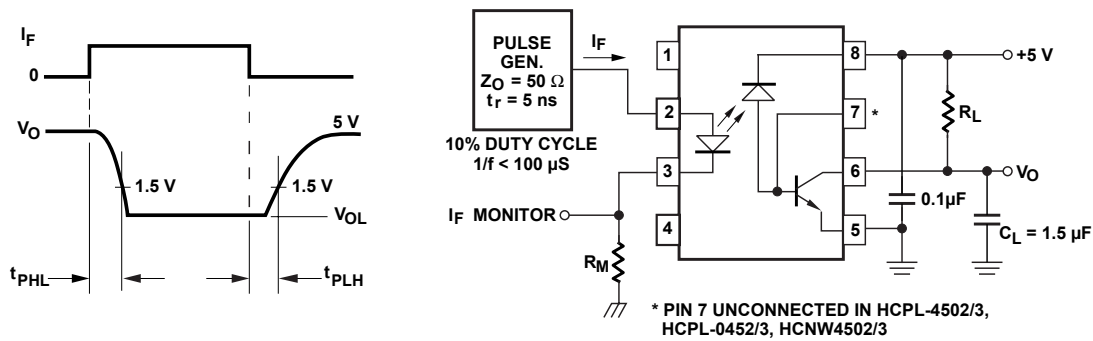 I_F
0
V_O
5 V
1.5 V
1.5 V
V_OL
t_PHL
t_PLH
PULSE
GEN.
Z_O = 50 Ω
t_r = 5 ns
I_F
10% DUTY CYCLE
1/f < 100 µS
I_F MONITOR
R_M
1
2
3
4
8
7
6
5
*
+5 V
R_L
V_O
0.1µF
C_L = 1.5 µF
* PIN 7 UNCONNECTED IN HCPL-4502/3,
HCPL-0452/3, HCNW4502/3